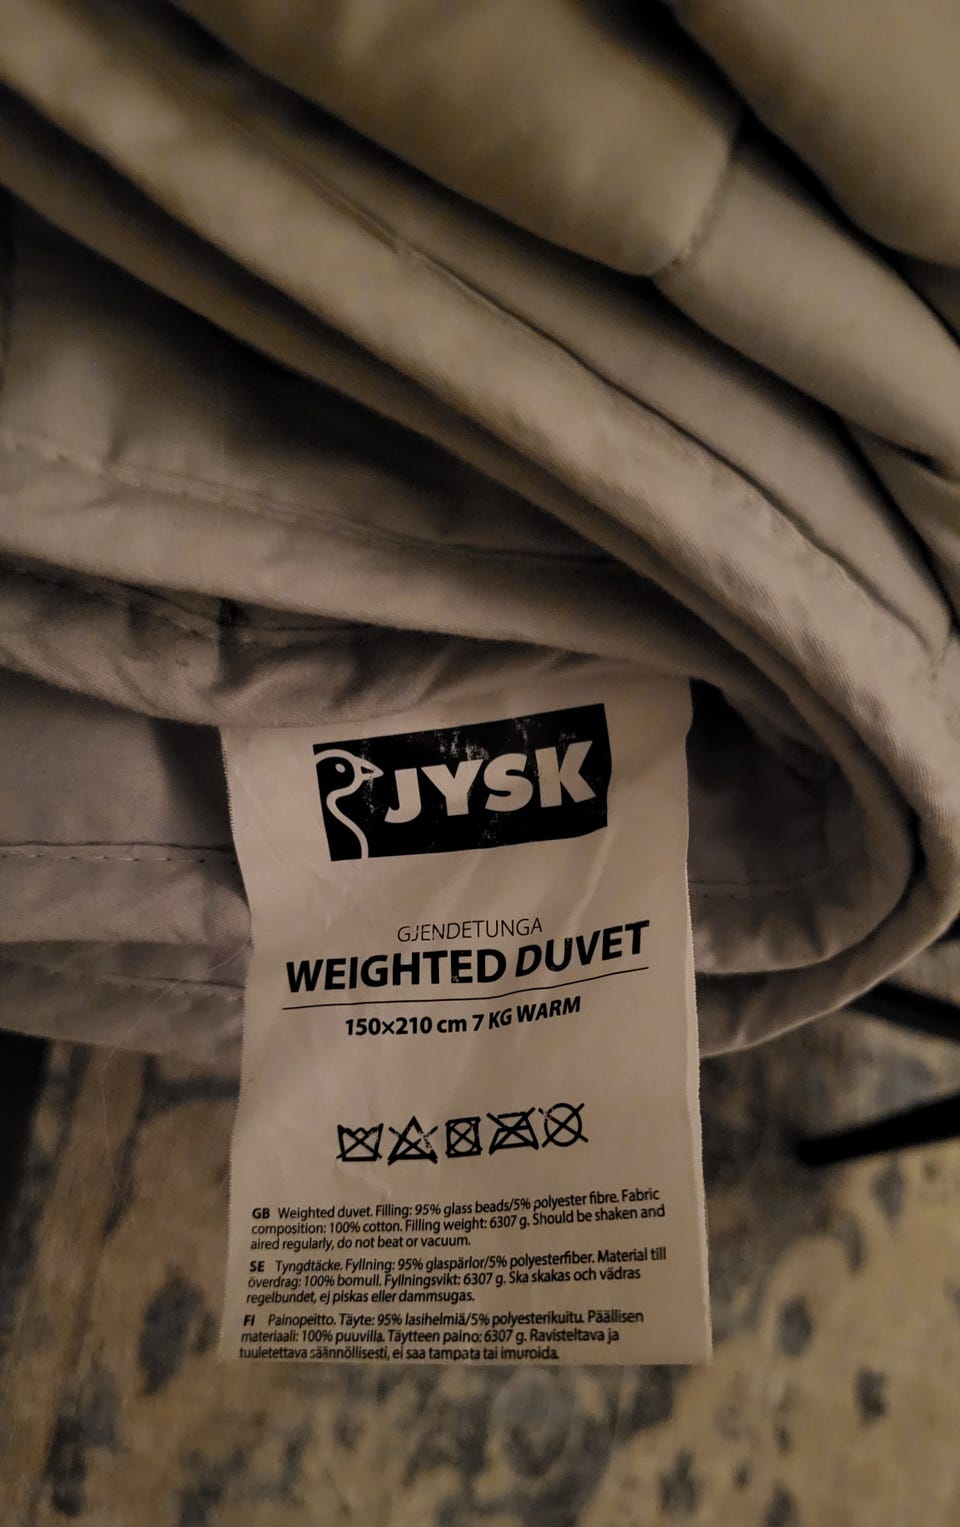 JYSK
GJENDETUNGA
WEIGHTED DUVET
150×210 cm 7 KG WARM
GB Weighted duvet. Filling: 95% glass beads/5% polyester fibre. Fabric
composition: 100% cotton. Filling weight: 6307 g. Should be shaken and
aired regularly, do not beat or vacuum.
SE Tyngdtäcke. Fyllning: 95% glaspärlor/5% polyesterfiber. Material till
överdrag: 100% bomull. Fyllningsvikt: 6307 g. Ska skakas och vädras
regelbundet, ej piskas eller dammsugas.
FI Painopeitto. Täyte: 95% lasihelmiä/5% polyesterikuitu. Päällisen
materiaali: 100% puuvilla. Täytteen paino: 6307 g. Ravisteltava ja
tuuletettava säännöllisesti, ei saa tampata tai imuroida.